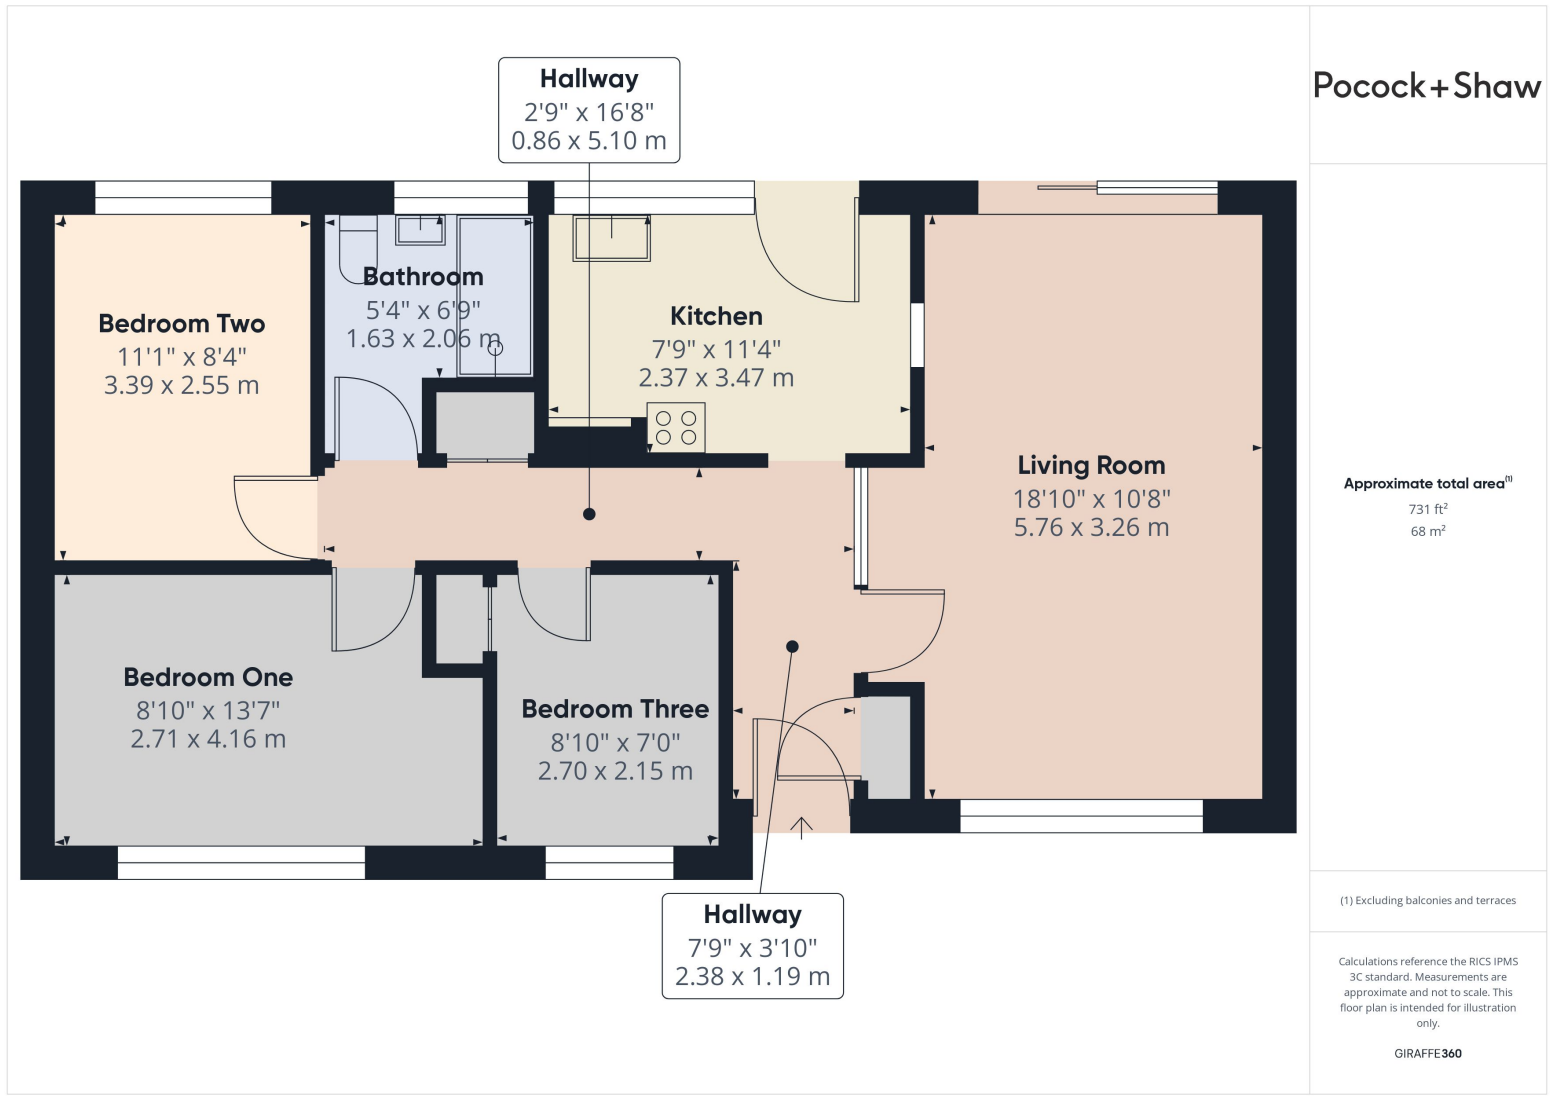 Hallway
2'9" x 16'8"
0.86 x 5.10 m
Pocock+Shaw
Bathroom
5'4" x 6'9"
1.63 x 2.06 m
Bedroom Two
11'1" x 8'4"
3.39 x 2.55 m
Kitchen
7'9" x 11'4"
2.37 x 3.47 m
Living Room
18'10" x 10'8"
5.76 x 3.26 m
Approximate total area(1)
731 ft²
68 m²
Bedroom One
8'10" x 13'7"
2.71 x 4.16 m
Bedroom Three
8'10" x 7'0"
2.70 x 2.15 m
Hallway
7'9" x 3'10"
2.38 x 1.19 m
(1) Excluding balconies and terraces
Calculations reference the RICS IPMS
3C standard. Measurements are
approximate and not to scale. This
floor plan is intended for illustration
only.
GIRAFFE360